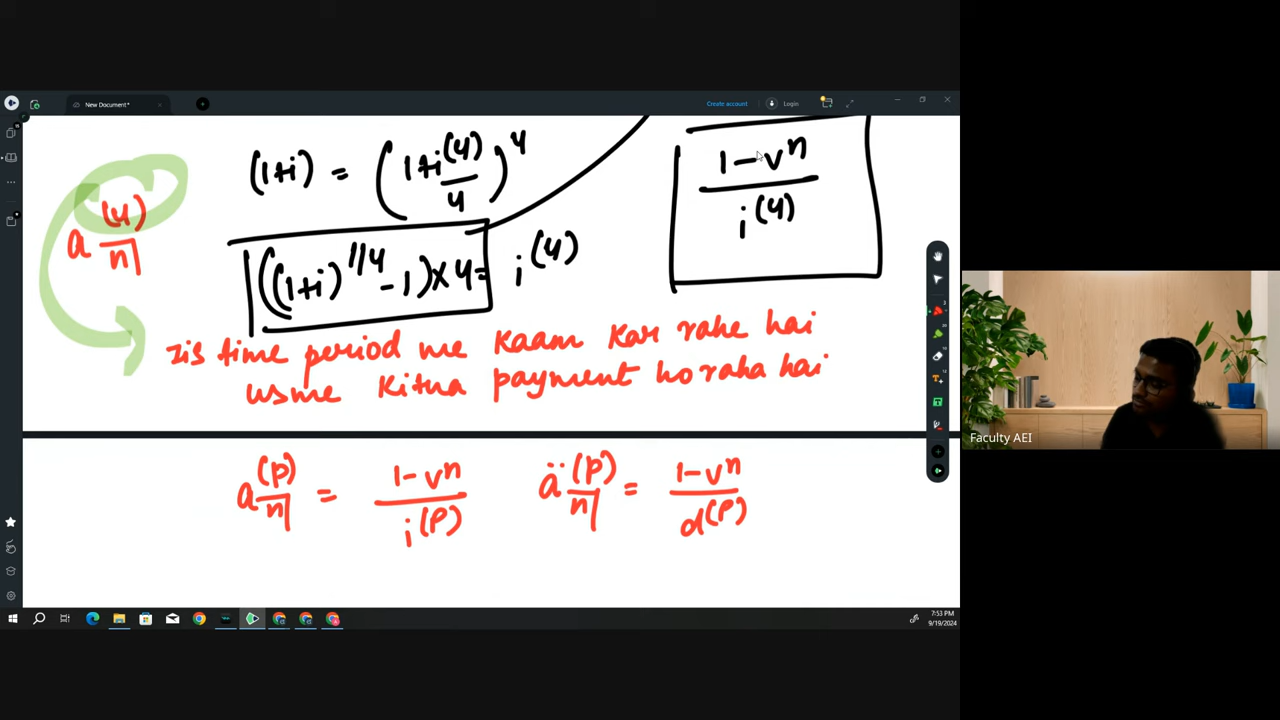 New Document*
Create account
Login
(1+i) = (1+i^(4)/4)^4
1-v^n / i^(4)
a^(4) n̅|
((1+i)^1/4 -1)×4= i^(4)
zis time period me kaam kar rahe hai
usme kitna payment ho raha hai
a^(p) n̅| = 1-v^n / i^(p)
ä^(p) n̅| = 1-v^n / d^(p)
Faculty AEI
7:53 PM
9/19/2024